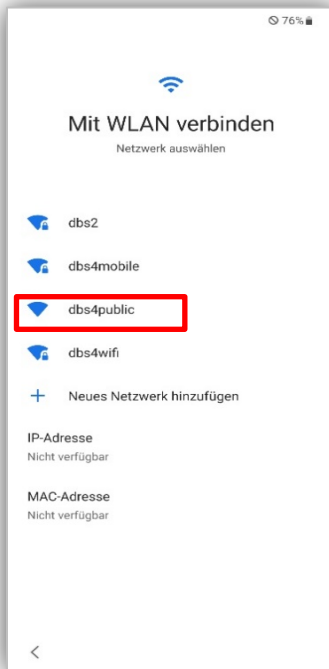 76%
Mit WLAN verbinden
Netzwerk auswählen
dbs2
dbs4mobile
dbs4public
dbs4wifi
Neues Netzwerk hinzufügen
IP-Adresse
Nicht verfügbar
MAC-Adresse
Nicht verfügbar